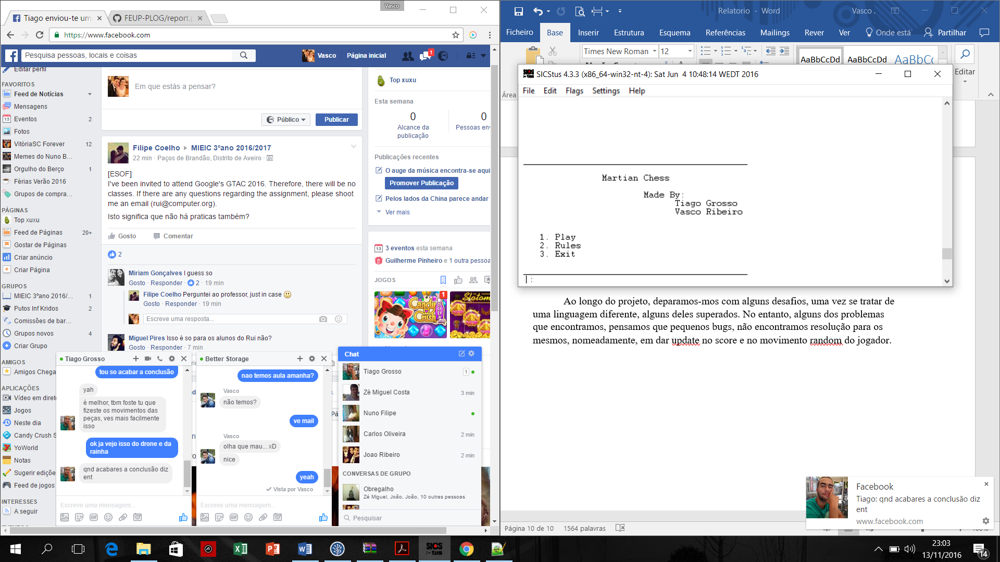 Vasco
Tiago enviou-te um
FEUP-PLOG/report.p
https://www.facebook.com
Pesquisa pessoas, locais e coisas
Vasco
Página inicial
1
Editar perfil
FAVORITOS
Feed de Notícias
Mensagens
Eventos 2
Fotos
VitóriaSC Forever 12
Memes do Nuno B...
Orgulho do Berço 1
Férias Verão 2016
Grupos de compra...
PÁGINAS
Top xuxu
Feed de Páginas 20+
Gostar de Páginas
Criar anúncio
Criar Página
GRUPOS
MIEIC 3ºano 2016/... 1
Putos Inf Kridos 2
Comissões de bar...
Grupos novos 4
Criar Grupo
AMIGOS
Amigos Chega
APLICAÇÕES
Vídeo em diret
Jogos
Neste dia
Candy Crush S
YoWorld
Notas
Sugerir ediçõe
Feed de jogos
INTERESSES
A seguir
Em que estás a pensar?
Público
Publicar
Filipe Coelho ▸ MIEIC 3ºano 2016/2017
22 min · Paços de Brandão, Distrito de Aveiro ·
[ESOF]
I've been invited to attend Google's GTAC 2016. Therefore, there will be no
classes. If there are any questions regarding the assignment, please shoot
me an email (rui@computer.org).
Isto significa que não há praticas também?
Gosto Comentar
2
Miriam Gonçalves I guess so
Gosto · Responder · 2 · 19 min
Filipe Coelho Perguntei ao professor, just in case
Gosto · Responder · 19 min
Escreve uma resposta...
Miguel Pires Isso é so para os alunos do Rui não?
Gosto · Responder · 7 min
Top xuxu
Esta semana
0
Alcance da
publicação
0
Pessoas env
Publicações recentes
O auge da música encontra-se aqui
Promover Publicação
Pelos lados da China parece andar
Ver mais
3 eventos esta semana
Guilherme Pinheiro e 1 outra pessoa
JOGOS
Candy Crush SODA
1
Slotom
Tiago Grosso
tou so acabar a conclusão
yah
é melhor, tbm foste tu que
fizeste os movimentos das
peças, ves mais facilmente
isso
ok ja vejo isso do drone e da
rainha
qnd acabares a conclusão diz
ent
Escreve uma mensagem...
GIF
Better Storage
nao temos aula amanha?
Vasco
não temos?
ve mail
Vasco
olha que mau... xD
nice
yeah
Vista por Vasco
Escreve uma mensagem...
GIF
Chat
Tiago Grosso 1
Zé Miguel Costa 3 min
Nuno Filipe
Carlos Oliveira 2 min
Joao Ribeiro 2 min
CONVERSAS DE GRUPO
Obregalho
Zé Miguel, João, João, 10 outras pessoas
Pesquisar
Relatorio - Word
Vasco .
Ficheiro Base Inserir Estrutura Esquema Referências Mailings Rever Ver Onde está Partilhar
Times New Roman 12
AaBbCcDd AaBbCcDd AaBbCc
Editar
Área
SICStus 4.3.3 (x86_64-win32-nt-4): Sat Jun 4 10:48:14 WEDT 2016
File Edit Flags Settings Help
Martian Chess
Made By:
Tiago Grosso
Vasco Ribeiro
1. Play
2. Rules
3. Exit
|:
Ao longo do projeto, deparamos-mos com alguns desafios, uma vez se tratar de
uma linguagem diferente, alguns deles superados. No entanto, alguns dos problemas
que encontramos, pensamos que pequenos bugs, não encontramos resolução para os
mesmos, nomeadamente, em dar update no score e no movimento random do jogador.
Facebook
Tiago: qnd acabares a conclusão diz
ent
www.facebook.com
Página 10 de 10 1564 palavras
SICS
tus
23:03
13/11/2016
14